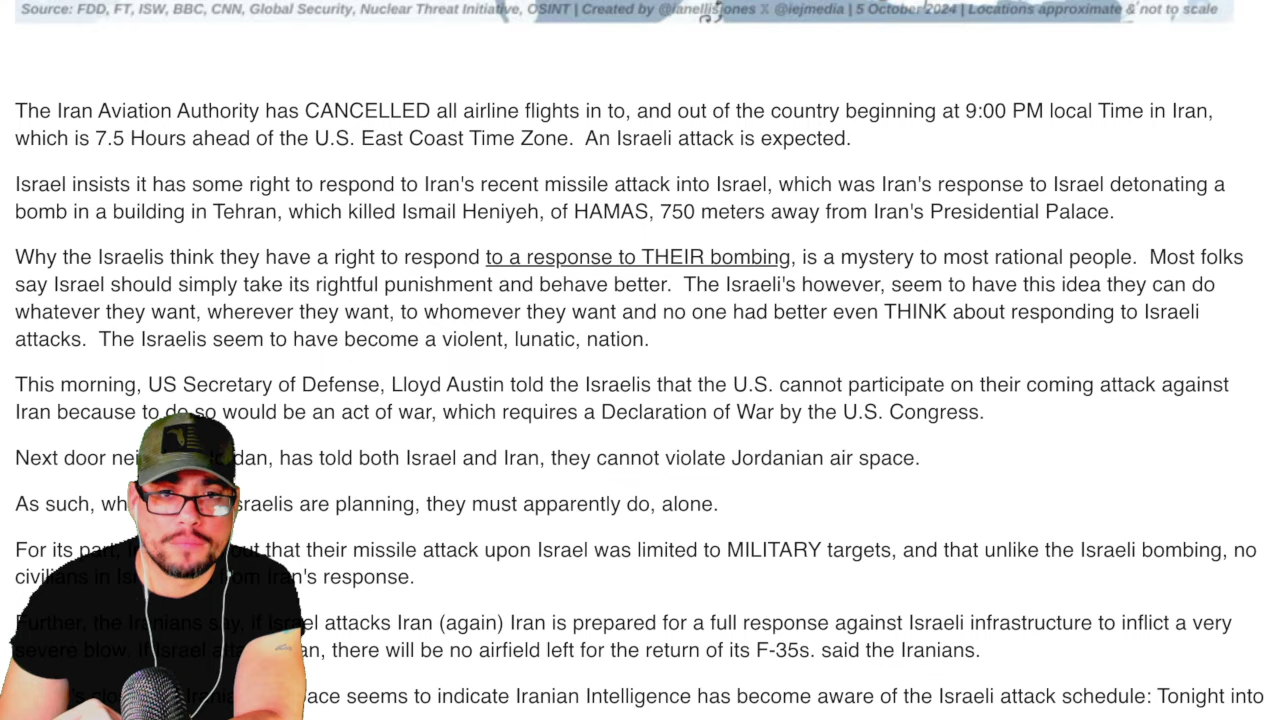 Source: FDD, FT, ISW, BBC, CNN, Global Security, Nuclear Threat Initiative, OSINT | Created by @ianellisjones X @iejmedia | 5 October 2024 | Locations approximate & not to scale
The Iran Aviation Authority has CANCELLED all airline flights in to, and out of the country beginning at 9:00 PM local Time in Iran,
which is 7.5 Hours ahead of the U.S. East Coast Time Zone.  An Israeli attack is expected.
Israel insists it has some right to respond to Iran's recent missile attack into Israel, which was Iran's response to Israel detonating a
bomb in a building in Tehran, which killed Ismail Heniyeh, of HAMAS, 750 meters away from Iran's Presidential Palace.
Why the Israelis think they have a right to respond to a response to THEIR bombing, is a mystery to most rational people.  Most folks
say Israel should simply take its rightful punishment and behave better.  The Israeli's however, seem to have this idea they can do
whatever they want, wherever they want, to whomever they want and no one had better even THINK about responding to Israeli
attacks.  The Israelis seem to have become a violent, lunatic, nation.
This morning, US Secretary of Defense, Lloyd Austin told the Israelis that the U.S. cannot participate on their coming attack against
Iran because to do so would be an act of war, which requires a Declaration of War by the U.S. Congress.
Next door has told both Israel and Iran, they cannot violate Jordanian air space.
As such, are planning, they must apparently do, alone.
For its part, that their missile attack upon Israel was limited to MILITARY targets, and that unlike the Israeli bombing, no
civilians in from Iran's response.
Further, the Iranians say, if Israel attacks Iran (again) Iran is prepared for a full response against Israeli infrastructure to inflict a very
severe blow. If Israel there will be no airfield left for the return of its F-35s. said the Iranians.
seems to indicate Iranian Intelligence has become aware of the Israeli attack schedule: Tonight into